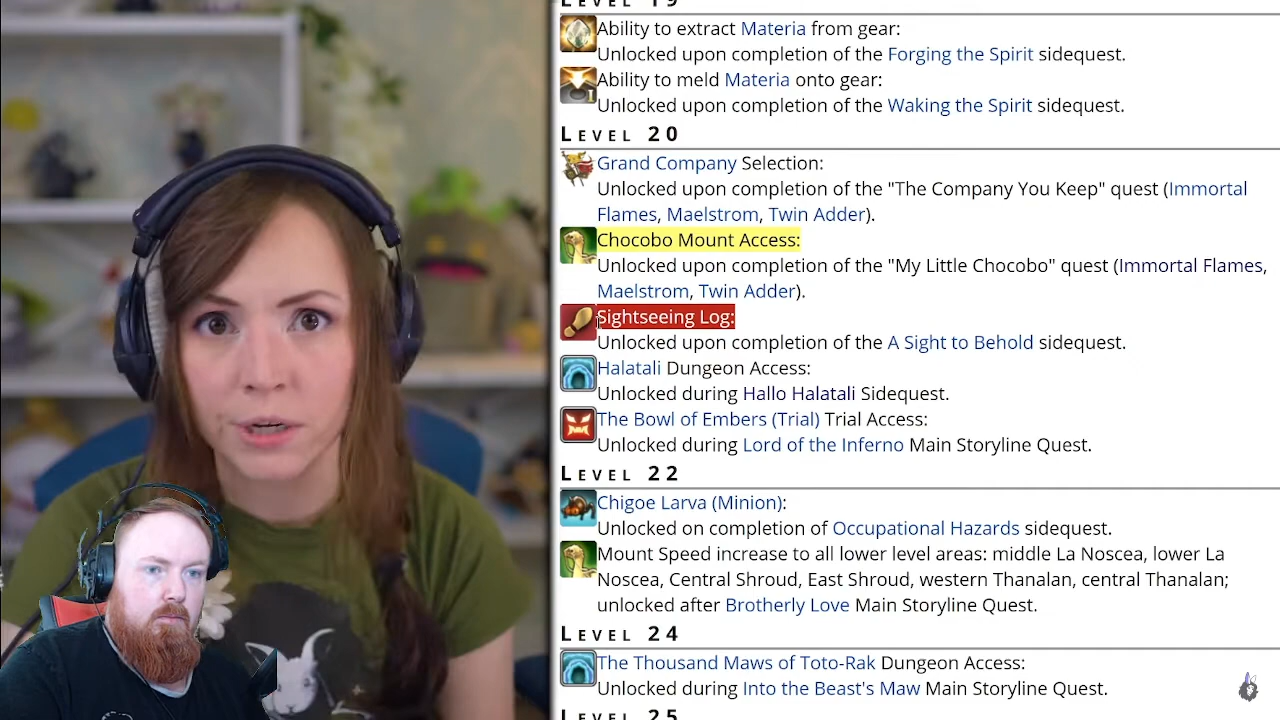 LEVEL 19
Ability to extract Materia from gear:
Unlocked upon completion of the Forging the Spirit sidequest.
Ability to meld Materia onto gear:
Unlocked upon completion of the Waking the Spirit sidequest.
LEVEL 20
Grand Company Selection:
Unlocked upon completion of the "The Company You Keep" quest (Immortal
Flames, Maelstrom, Twin Adder).
Chocobo Mount Access:
Unlocked upon completion of the "My Little Chocobo" quest (Immortal Flames,
Maelstrom, Twin Adder).
Sightseeing Log:
Unlocked upon completion of the A Sight to Behold sidequest.
Halatali Dungeon Access:
Unlocked during Hallo Halatali Sidequest.
The Bowl of Embers (Trial) Trial Access:
Unlocked during Lord of the Inferno Main Storyline Quest.
LEVEL 22
Chigoe Larva (Minion):
Unlocked on completion of Occupational Hazards sidequest.
Mount Speed increase to all lower level areas: middle La Noscea, lower La
Noscea, Central Shroud, East Shroud, western Thanalan, central Thanalan;
unlocked after Brotherly Love Main Storyline Quest.
LEVEL 24
The Thousand Maws of Toto-Rak Dungeon Access:
Unlocked during Into the Beast's Maw Main Storyline Quest.
LEVEL 25